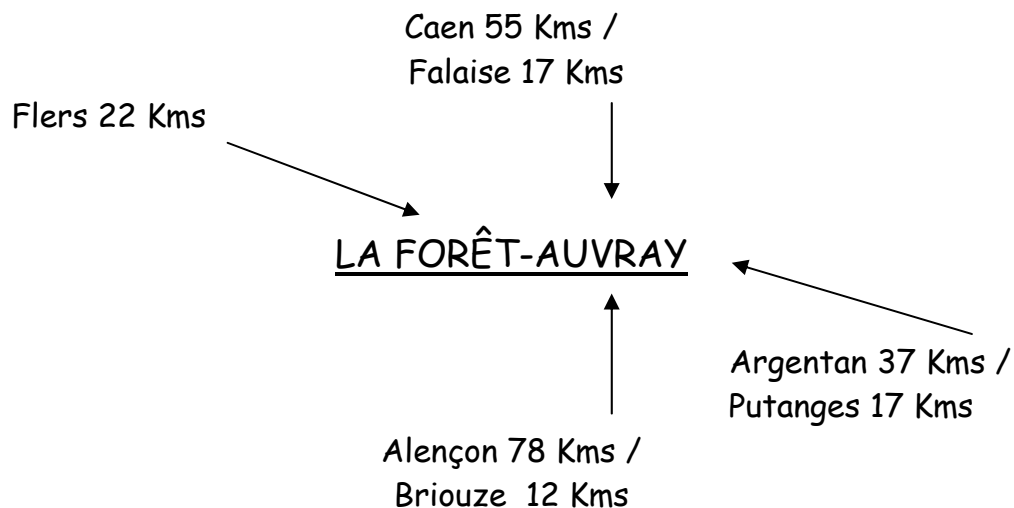 Caen 55 Kms /
Falaise 17 Kms
Flers 22 Kms
LA FORÊT-AUVRAY
Argentan 37 Kms /
Putanges 17 Kms
Alençon 78 Kms /
Briouze 12 Kms